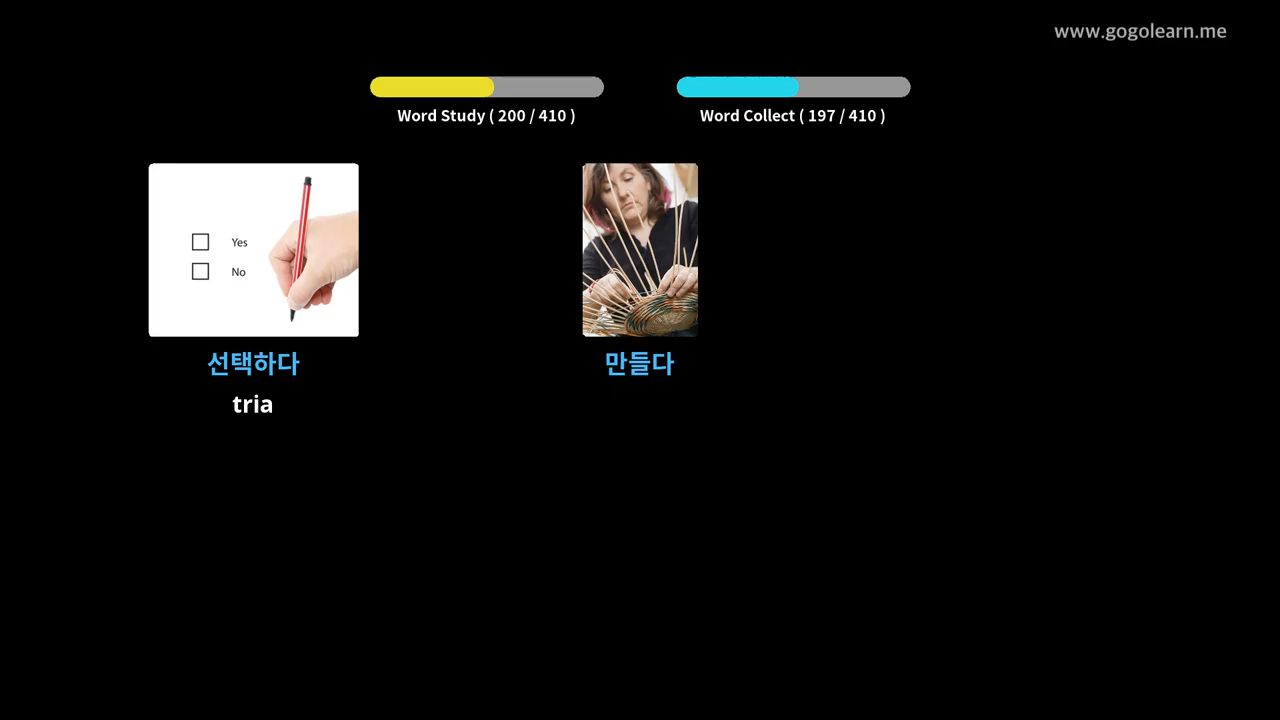 www.gogolearn.me
Word Study ( 200 / 410 )
Word Collect ( 197 / 410 )
Yes
No
선택하다
만들다
tria